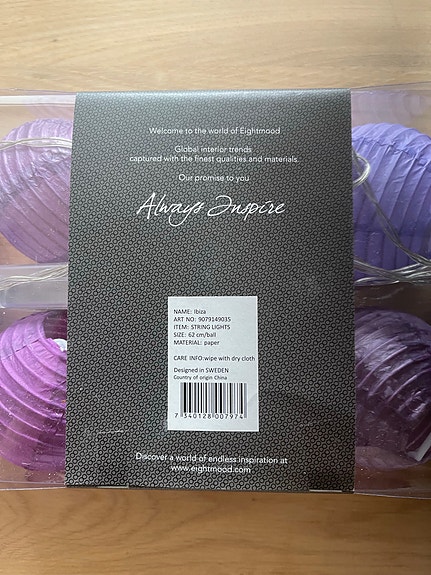 Welcome to the world of Eightmood
Global interior trends
captured with the finest qualities and materials.
Our promise to you
Always Inspire
NAME: Ibiza
ART NO: 9079149035
ITEM: STRING LIGHTS
SIZE: 62 cm/ball
MATERIAL: paper
CARE INFO:wipe with dry cloth
Designed in SWEDEN
Country of origin China
7 340128 007974
Discover a world of endless inspiration at
www.eightmood.com